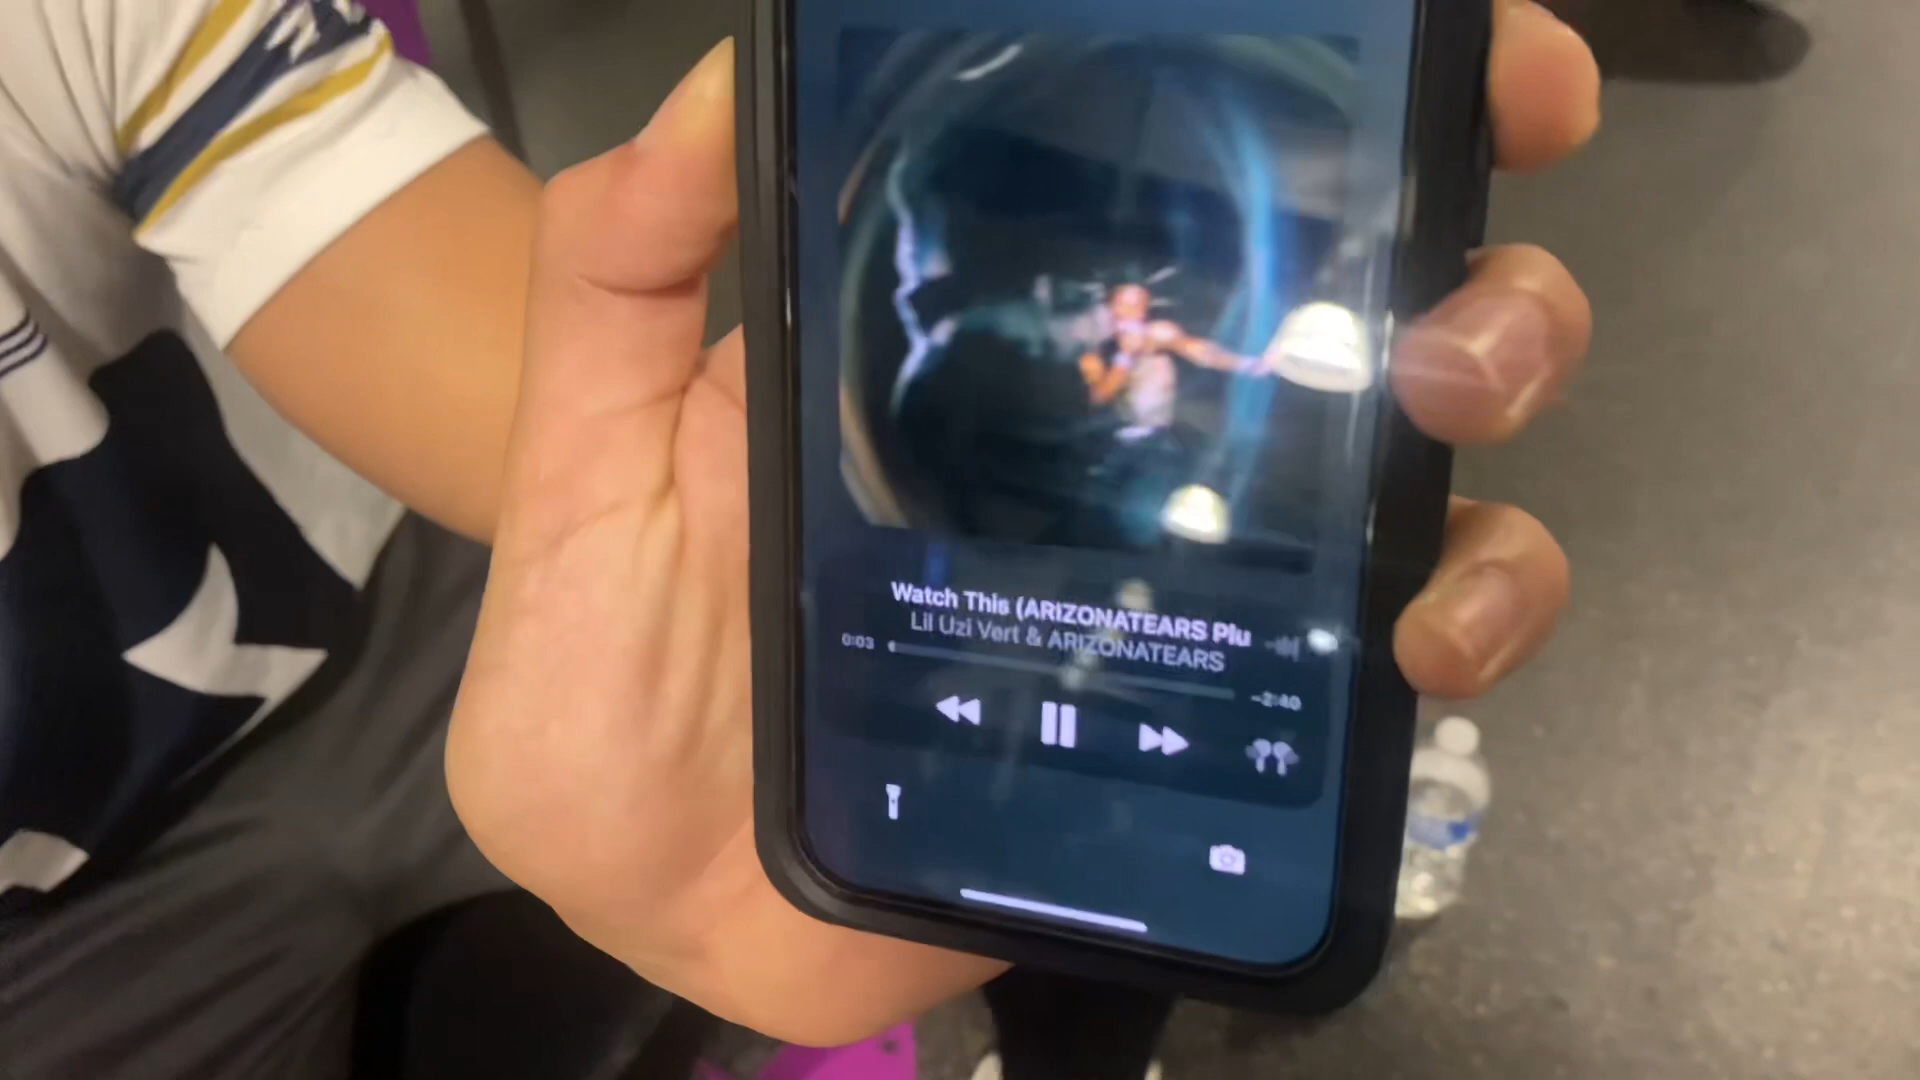 Watch This (ARIZONATEARS Plu
Lil Uzi Vert & ARIZONATEARS
0:03
-2:40